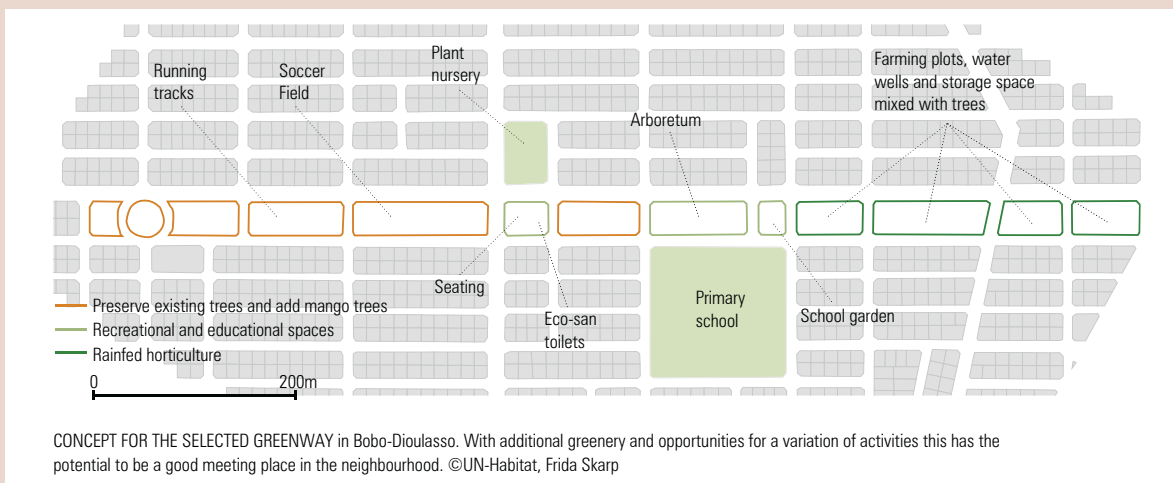 Plant
nursery
Running
tracks
Soccer
Field
Farming plots, water
wells and storage space
mixed with trees
Arboretum
Seating
Eco-san
toilets
Primary
school
School garden
Preserve existing trees and add mango trees
Recreational and educational spaces
Rainfed horticulture
0 200m
CONCEPT FOR THE SELECTED GREENWAY in Bobo-Dioulasso. With additional greenery and opportunities for a variation of activities this has the
potential to be a good meeting place in the neighbourhood. ©UN-Habitat, Frida Skarp